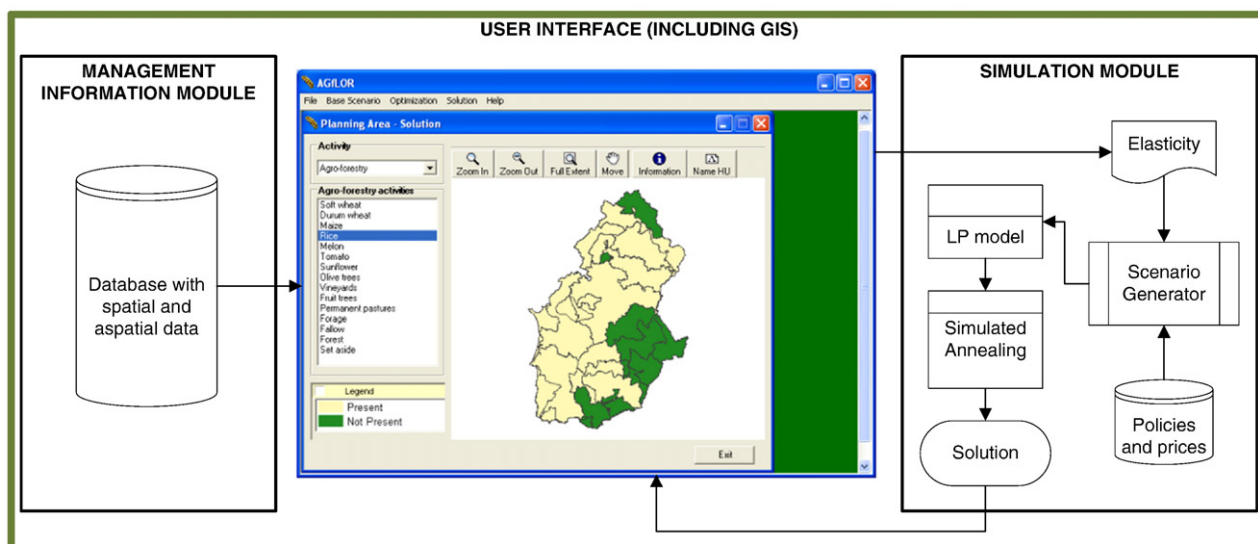 USER INTERFACE (INCLUDING GIS)
MANAGEMENT
INFORMATION MODULE
Database with
spatial and
aspatial data
AGfLOR
File Base Scenario Optimization Solution Help
Planning Area - Solution
Activity
Agro-forestry
Agro-forestry activities
Soft wheat
Durum wheat
Maize
Rice
Melon
Tomato
Sunflower
Olive trees
Vineyards
Fruit trees
Permanent pastures
Forage
Fallow
Forest
Set aside
Legend
Present
Not Present
Zoom In Zoom Out Full Extent Move Information Name HU
Exit
SIMULATION MODULE
Elasticity
LP model
Scenario
Generator
Simulated
Annealing
Policies
and prices
Solution